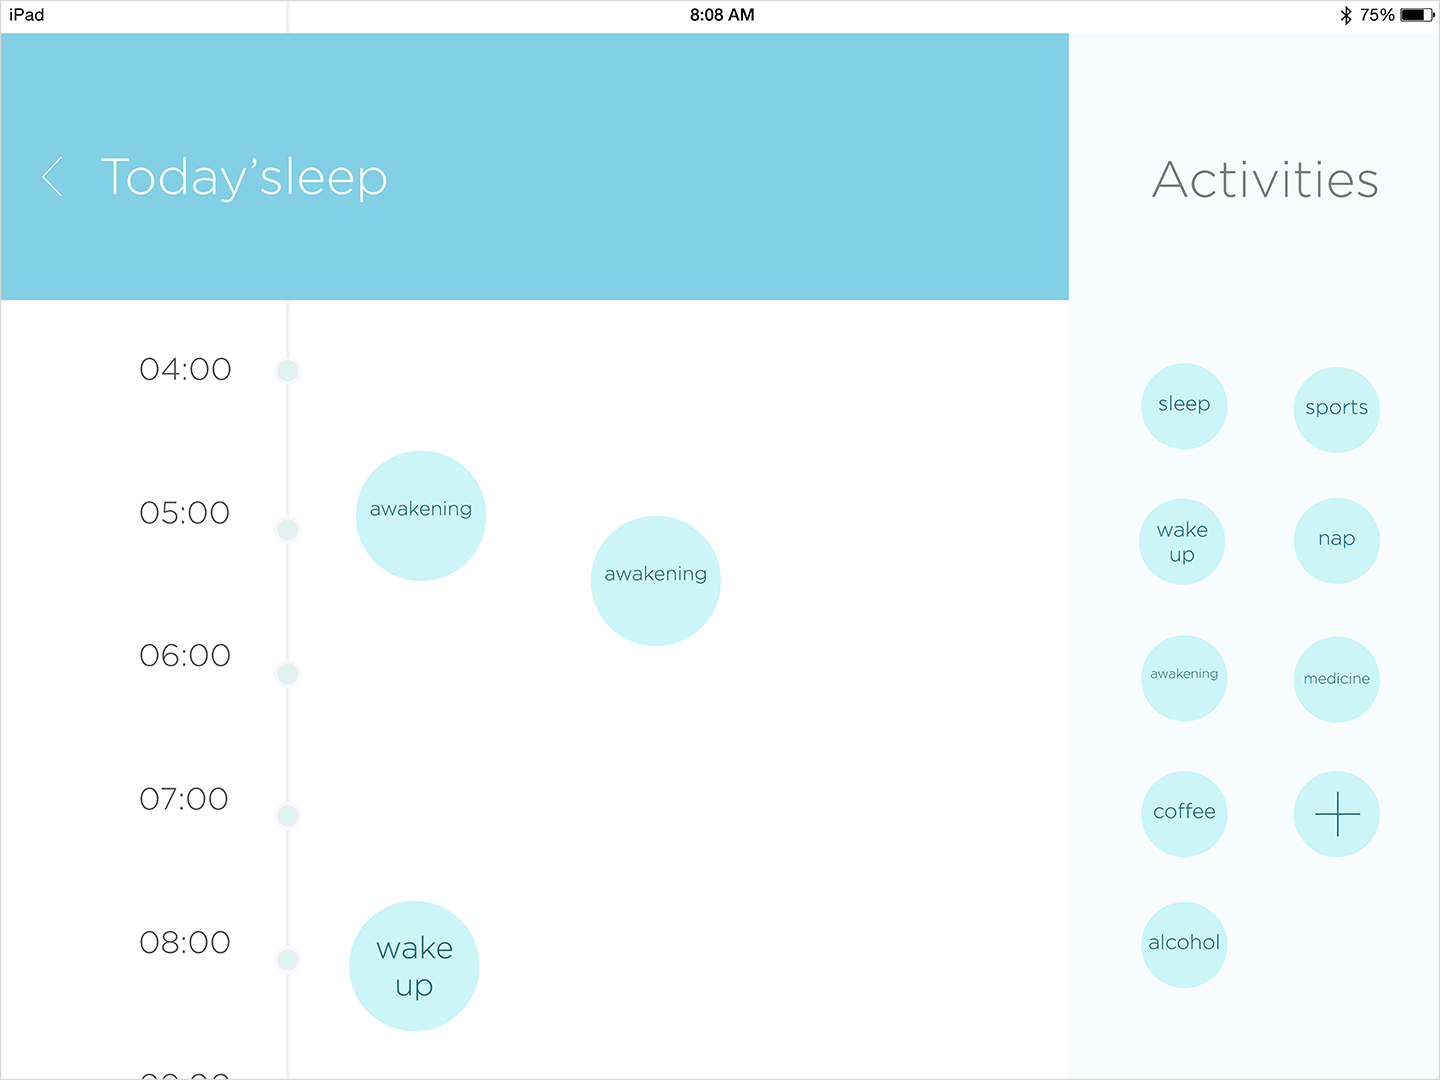 iPad
8:08 AM
75%
Today’sleep
Activities
04:00
05:00
06:00
07:00
08:00
awakening
awakening
wake
up
sleep
sports
wake
up
nap
awakening
medicine
coffee
alcohol